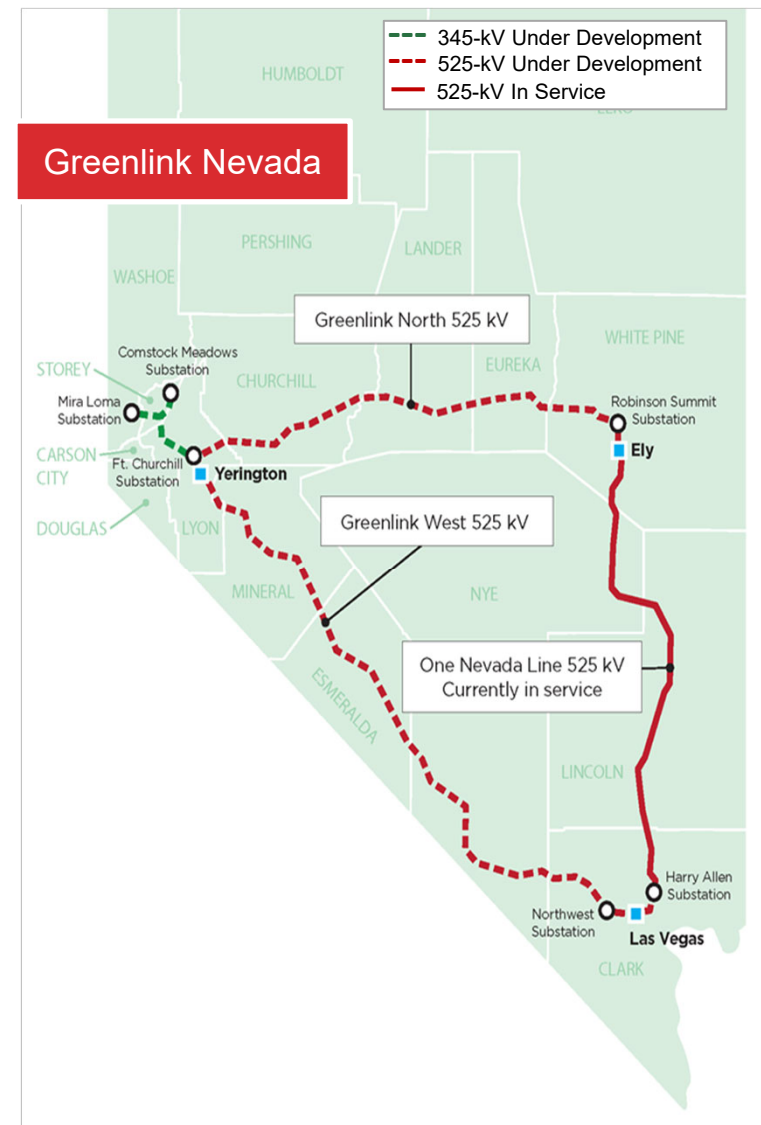 345-kV Under Development
525-kV Under Development
525-kV In Service
HUMBOLDT
Greenlink Nevada
PERSHING
LANDER
WASHOE
Greenlink North 525 kV
WHITE PINE
EUREKA
Comstock Meadows
Substation
STOREY
CHURCHILL
Mira Loma
Substation
Robinson Summit
Substation
CARSON
CITY
Ft. Churchill
Substation
Yerington
Ely
DOUGLAS
LYON
Greenlink West 525 kV
MINERAL
NYE
One Nevada Line 525 kV
Currently in service
ESMERALDA
LINCOLN
Harry Allen
Substation
Northwest
Substation
Las Vegas
CLARK